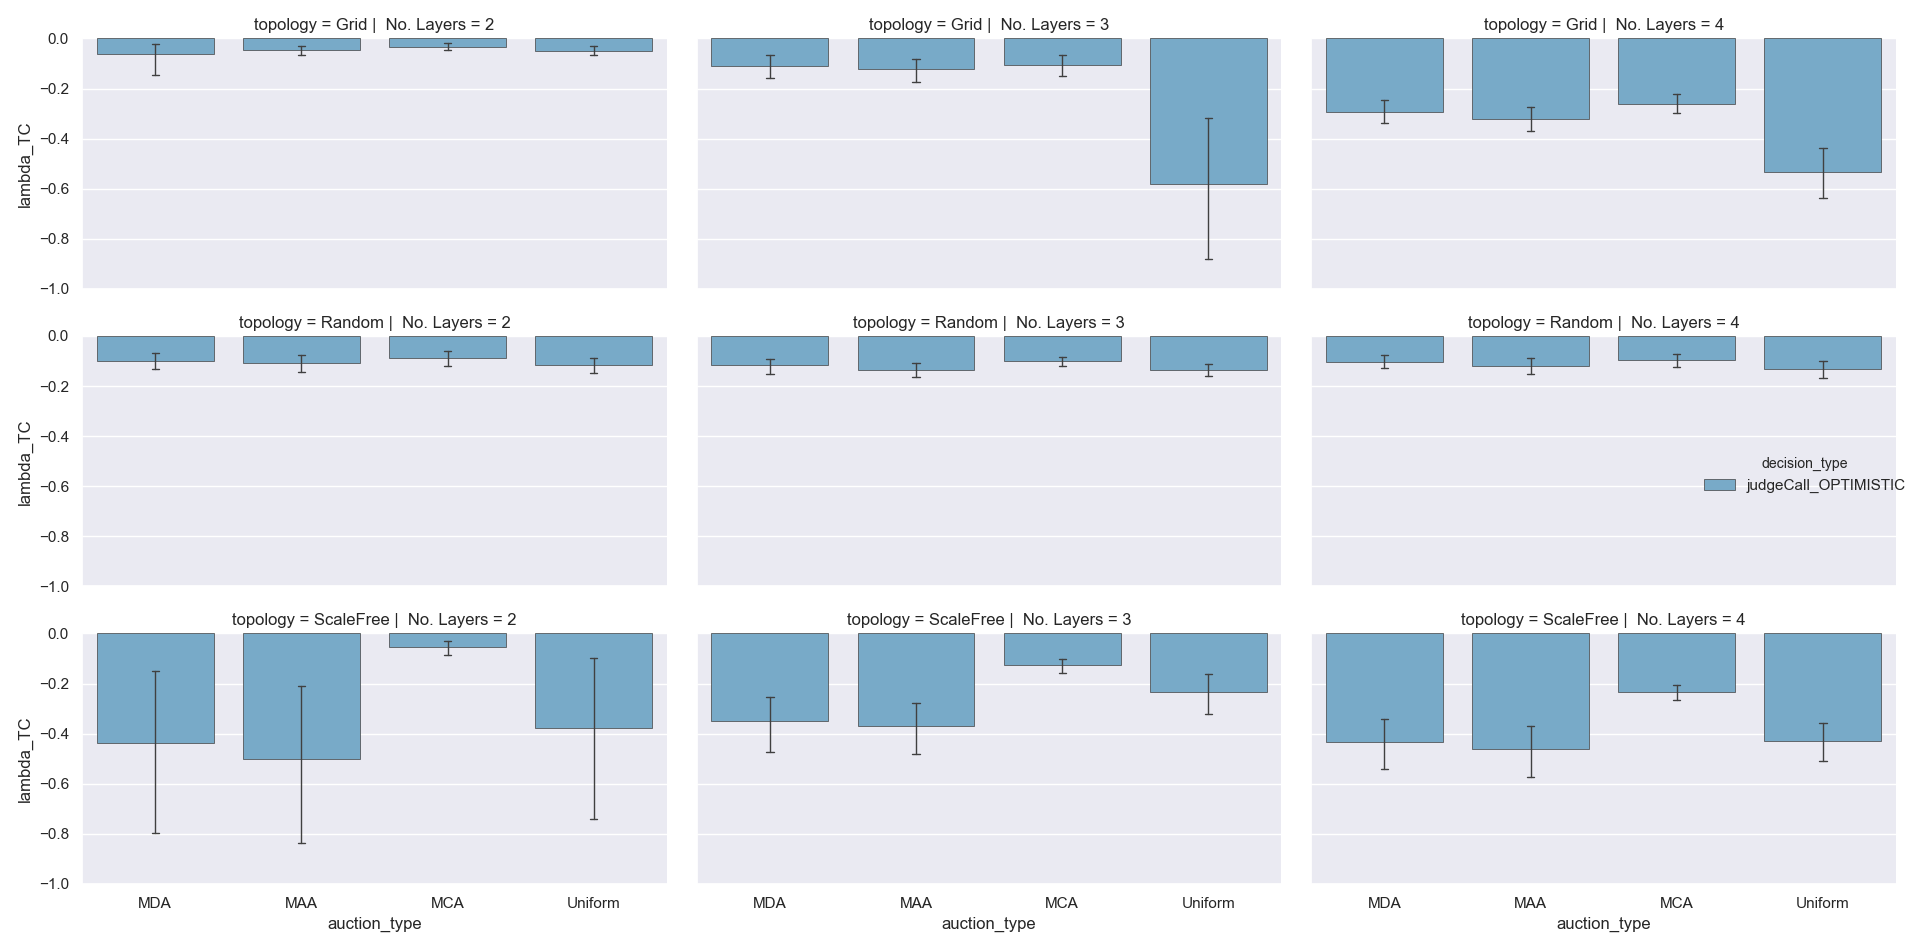 topology = Grid | No. Layers = 2
topology = Grid | No. Layers = 3
topology = Grid | No. Layers = 4
0.0
−0.2
−0.4
−0.6
−0.8
−1.0
lambda_TC
topology = Random | No. Layers = 2
topology = Random | No. Layers = 3
topology = Random | No. Layers = 4
0.0
−0.2
−0.4
−0.6
−0.8
−1.0
lambda_TC
decision_type
judgeCall_OPTIMISTIC
topology = ScaleFree | No. Layers = 2
topology = ScaleFree | No. Layers = 3
topology = ScaleFree | No. Layers = 4
0.0
−0.2
−0.4
−0.6
−0.8
−1.0
lambda_TC
MDA MAA MCA Uniform
MDA MAA MCA Uniform
MDA MAA MCA Uniform
auction_type
auction_type
auction_type